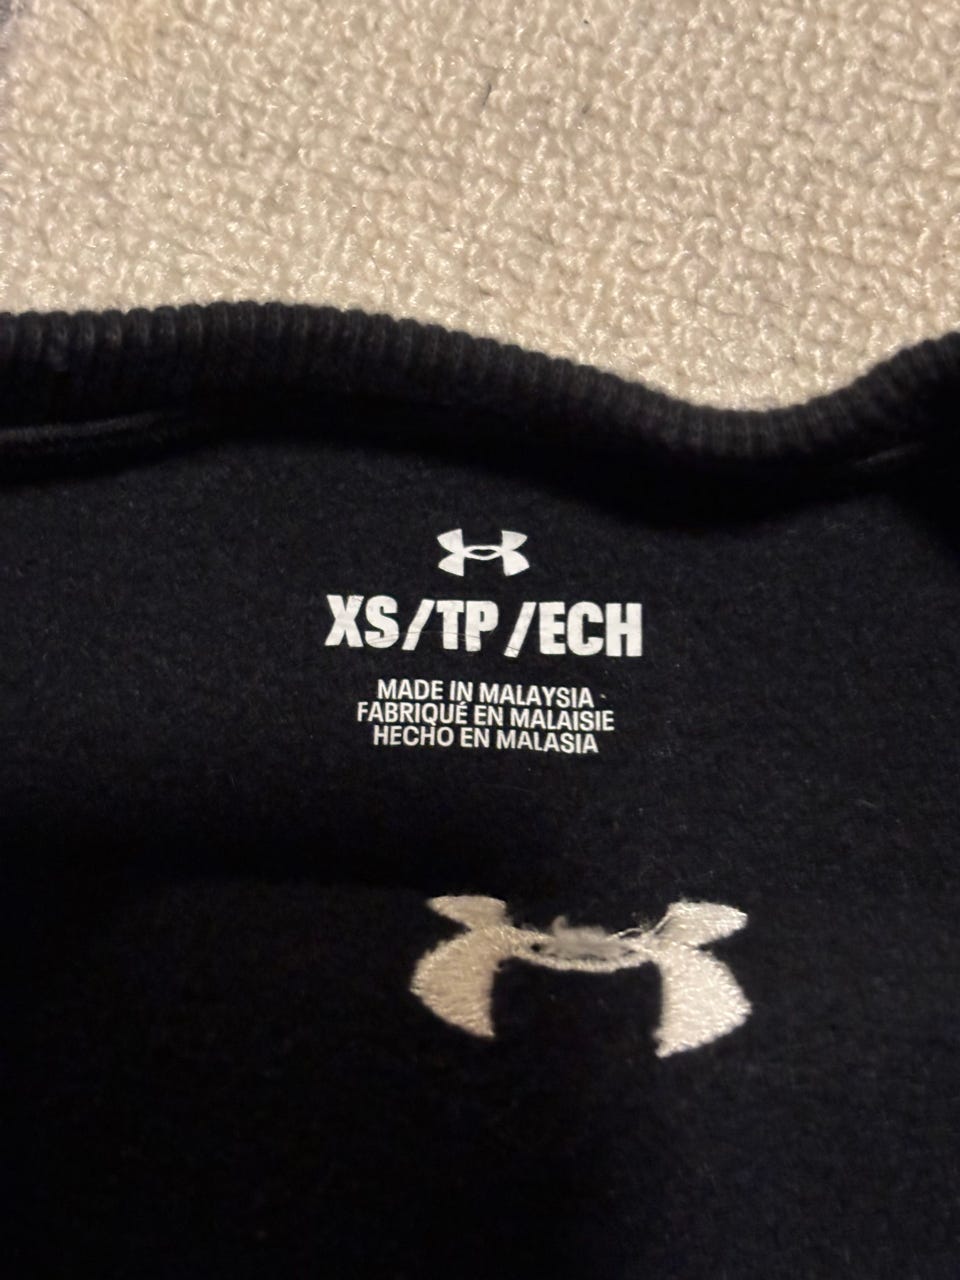 XS/TP/ECH
MADE IN MALAYSIA
FABRIQUÉ EN MALAISIE
HECHO EN MALASIA